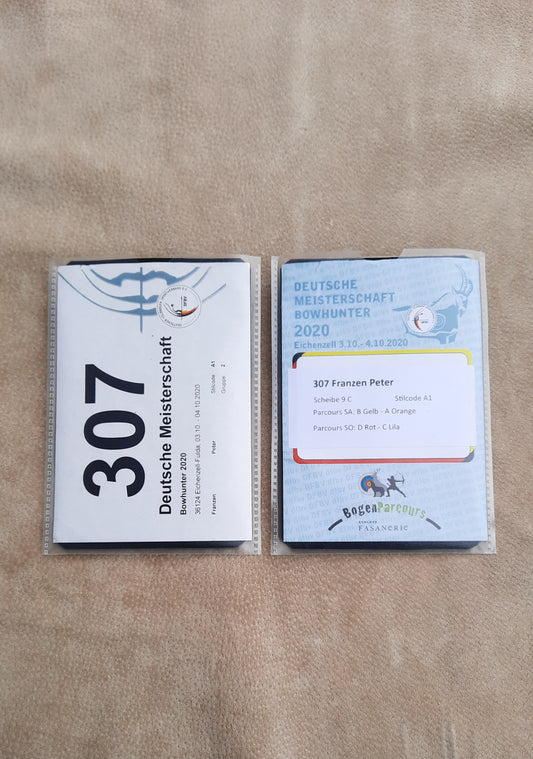 307
Deutsche Meisterschaft
Bowhunter 2020
36124 Eichenzell-Fulda, 03.10. - 04.10.2020
Franzen Peter Stilcode A1
Gruppe 2
DFBV
DEUTSCHE
MEISTERSCHAFT
BOWHUNTER
2020
Eichenzell 3.10.- 4.10.2020
307 Franzen Peter
Scheibe 9 C Stilcode A1
Parcours SA: B Gelb - A Orange
Parcours SO: D Rot - C Lila
BogenParcours
FASANERIE